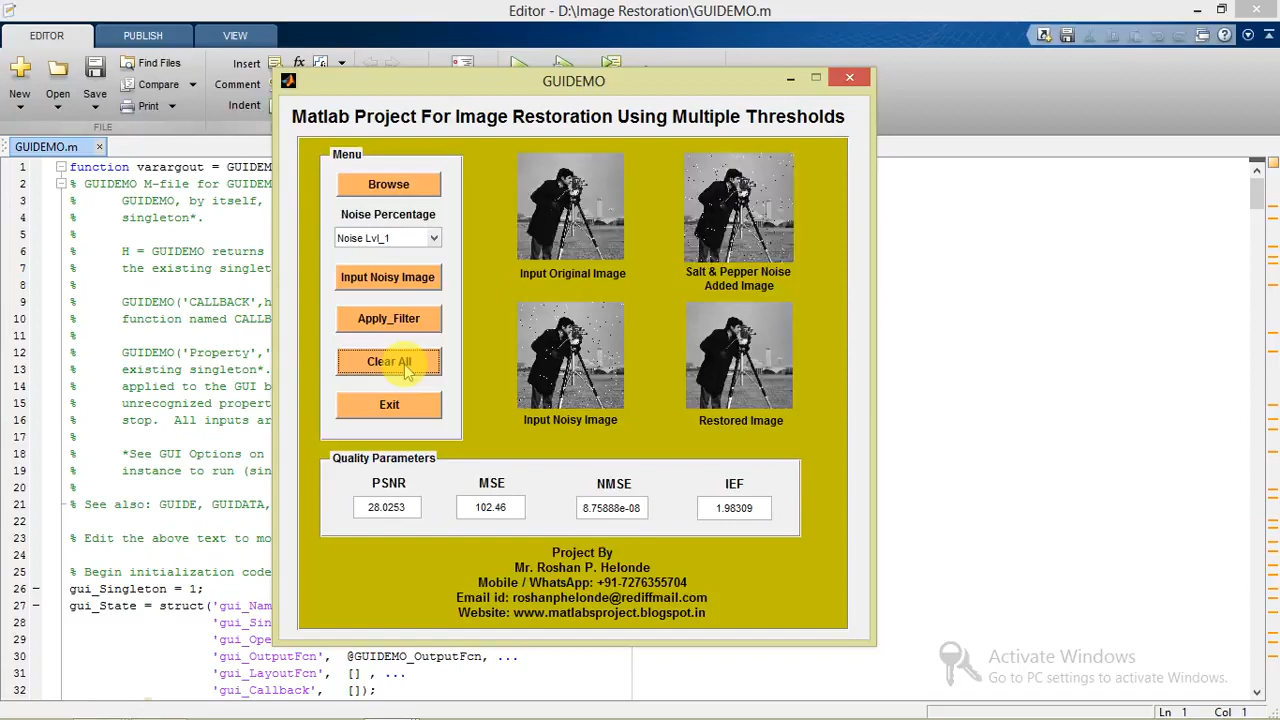 Editor - D:\Image Restoration\GUIDEMO.m
EDITOR PUBLISH VIEW
New Open Save Find Files Compare Print Insert Comment Indent
FILE
GUIDEMO.m ×
GUIDEMO
Matlab Project For Image Restoration Using Multiple Thresholds
Menu
Browse
Noise Percentage
Noise Lvl_1
Input Noisy Image
Apply_Filter
Clear All
Exit
Input Original Image
Salt & Pepper Noise
Added Image
Input Noisy Image
Restored Image
Quality Parameters
PSNR MSE NMSE IEF
28.0253 102.46 8.75888e-08 1.98309
Project By
Mr. Roshan P. Helonde
Mobile / WhatsApp: +91-7276355704
Email id: roshanphelonde@rediffmail.com
Website: www.matlabsproject.blogspot.in
1 function varargout = GUIDEM
2 % GUIDEMO M-file for GUIDEM
3 % GUIDEMO, by itself,
4 % singleton*.
5 %
6 % H = GUIDEMO returns
7 % the existing singlet
8 %
9 % GUIDEMO('CALLBACK',h
10 % function named CALLB
11 %
12 % GUIDEMO('Property','
13 % existing singleton*.
14 % applied to the GUI b
15 % unrecognized propert
16 % stop. All inputs ar
17 %
18 % *See GUI Options on
19 % instance to run (sin
20 %
21 % See also: GUIDE, GUIDATA,
22
23 % Edit the above text to mo
24
25 % Begin initialization code
26 gui_Singleton = 1;
27 gui_State = struct('gui_Nam
28 'gui_Sin
29 'gui_Ope
30 'gui_OutputFcn', @GUIDEMO_OutputFcn, ...
31 'gui_LayoutFcn', [] , ...
32 'gui_Callback', []);
Activate Windows
Go to PC settings to activate Windows.
Ln 1 Col 1